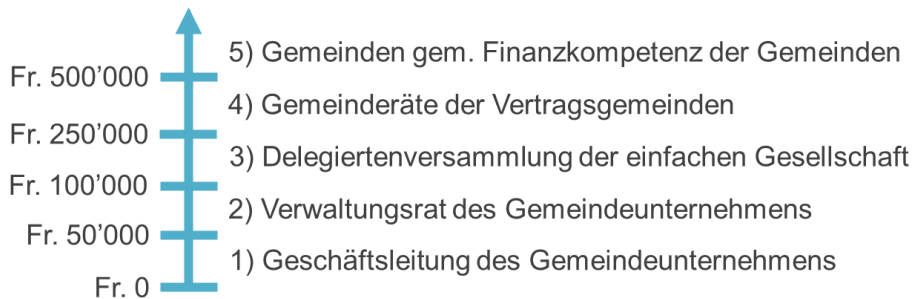 5) Gemeinden gem. Finanzkompetenz der Gemeinden
Fr. 500’000
4) Gemeinderäte der Vertragsgemeinden
Fr. 250’000
3) Delegiertenversammlung der einfachen Gesellschaft
Fr. 100’000
2) Verwaltungsrat des Gemeindeunternehmens
Fr. 50’000
1) Geschäftsleitung des Gemeindeunternehmens
Fr. 0